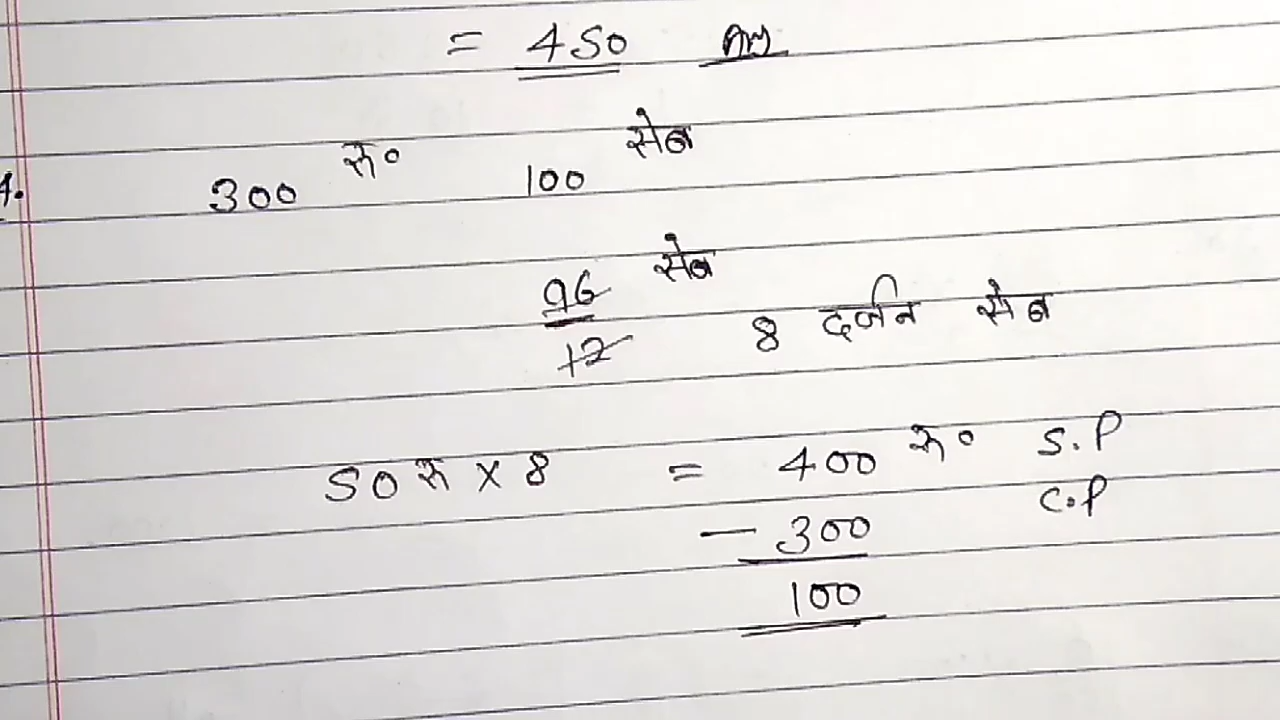 = 450 Ans
4. 300 रु० 100 सेब
96 सेब
12 8 दर्जन सेब
50 रु × 8 = 400 रु० S.P
- 300 C.P
100